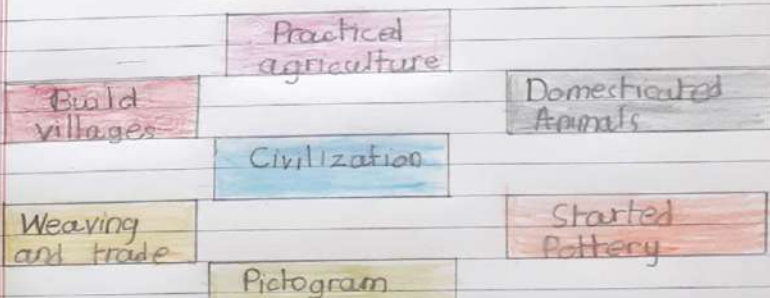 Practiced
agriculture
Build
villages
Domesticated
Animals
Civilization
Weaving
and trade
Started
Pottery
Pictogram